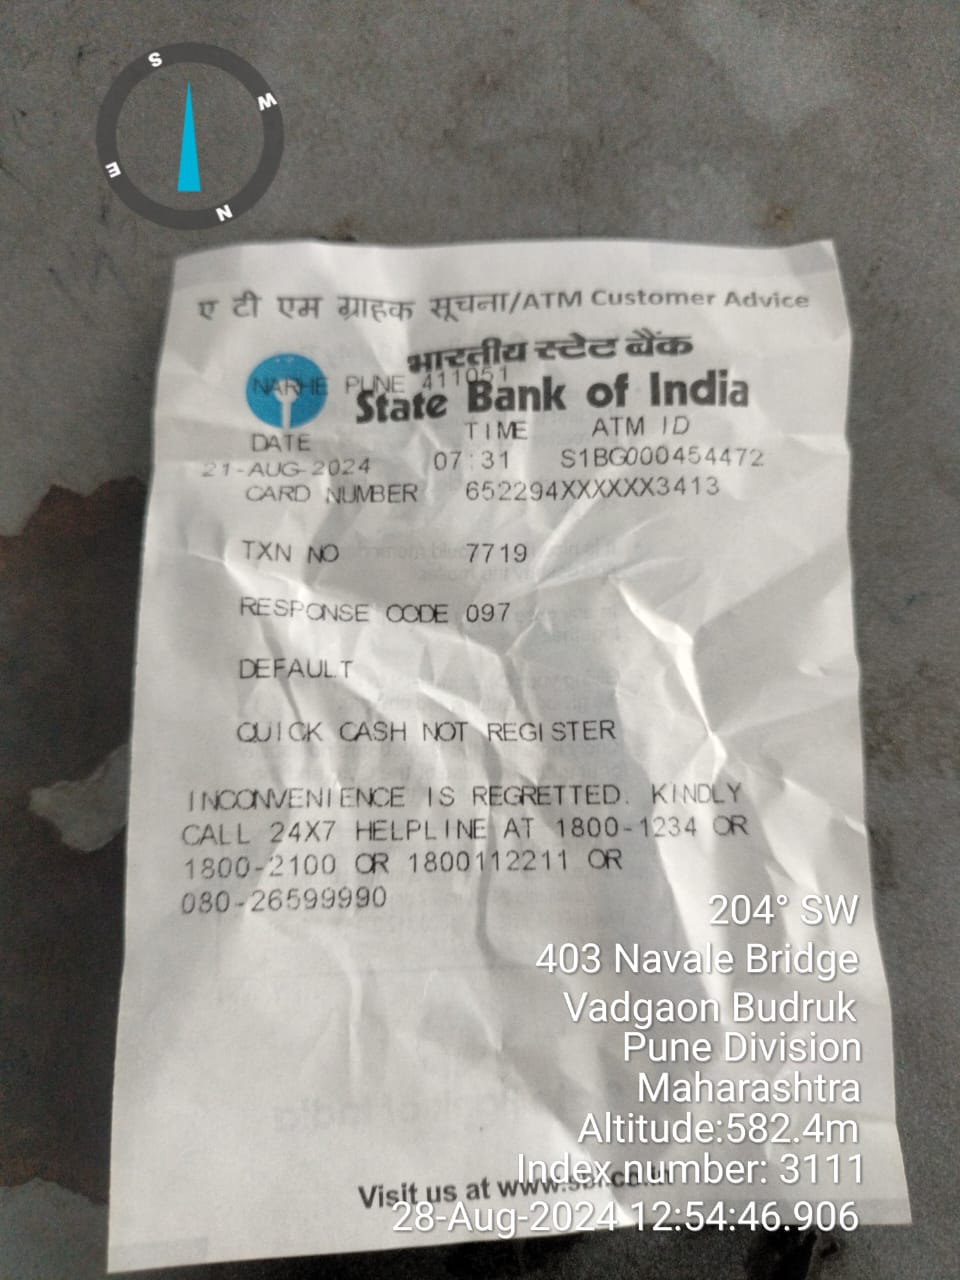 S
W
E
N
ए टी एम ग्राहक सूचना/ATM Customer Advice
भारतीय स्टेट बैंक
NARHE PUNE 411051
State Bank of India
DATE TIME ATM ID
21-AUG-2024 07:31 S1BG000454472
CARD NUMBER 652294XXXXXX3413
TXN NO 7719
RESPONSE CODE 097
DEFAULT
QUICK CASH NOT REGISTER
INCONVENIENCE IS REGRETTED. KINDLY
CALL 24X7 HELPLINE AT 1800-1234 OR
1800-2100 OR 1800112211 OR
080-26599990
204° SW
403 Navale Bridge
Vadgaon Budruk
Pune Division
Maharashtra
Altitude:582.4m
Index number: 3111
Visit us at www.sbi.co.in
28-Aug-2024 12:54:46.906